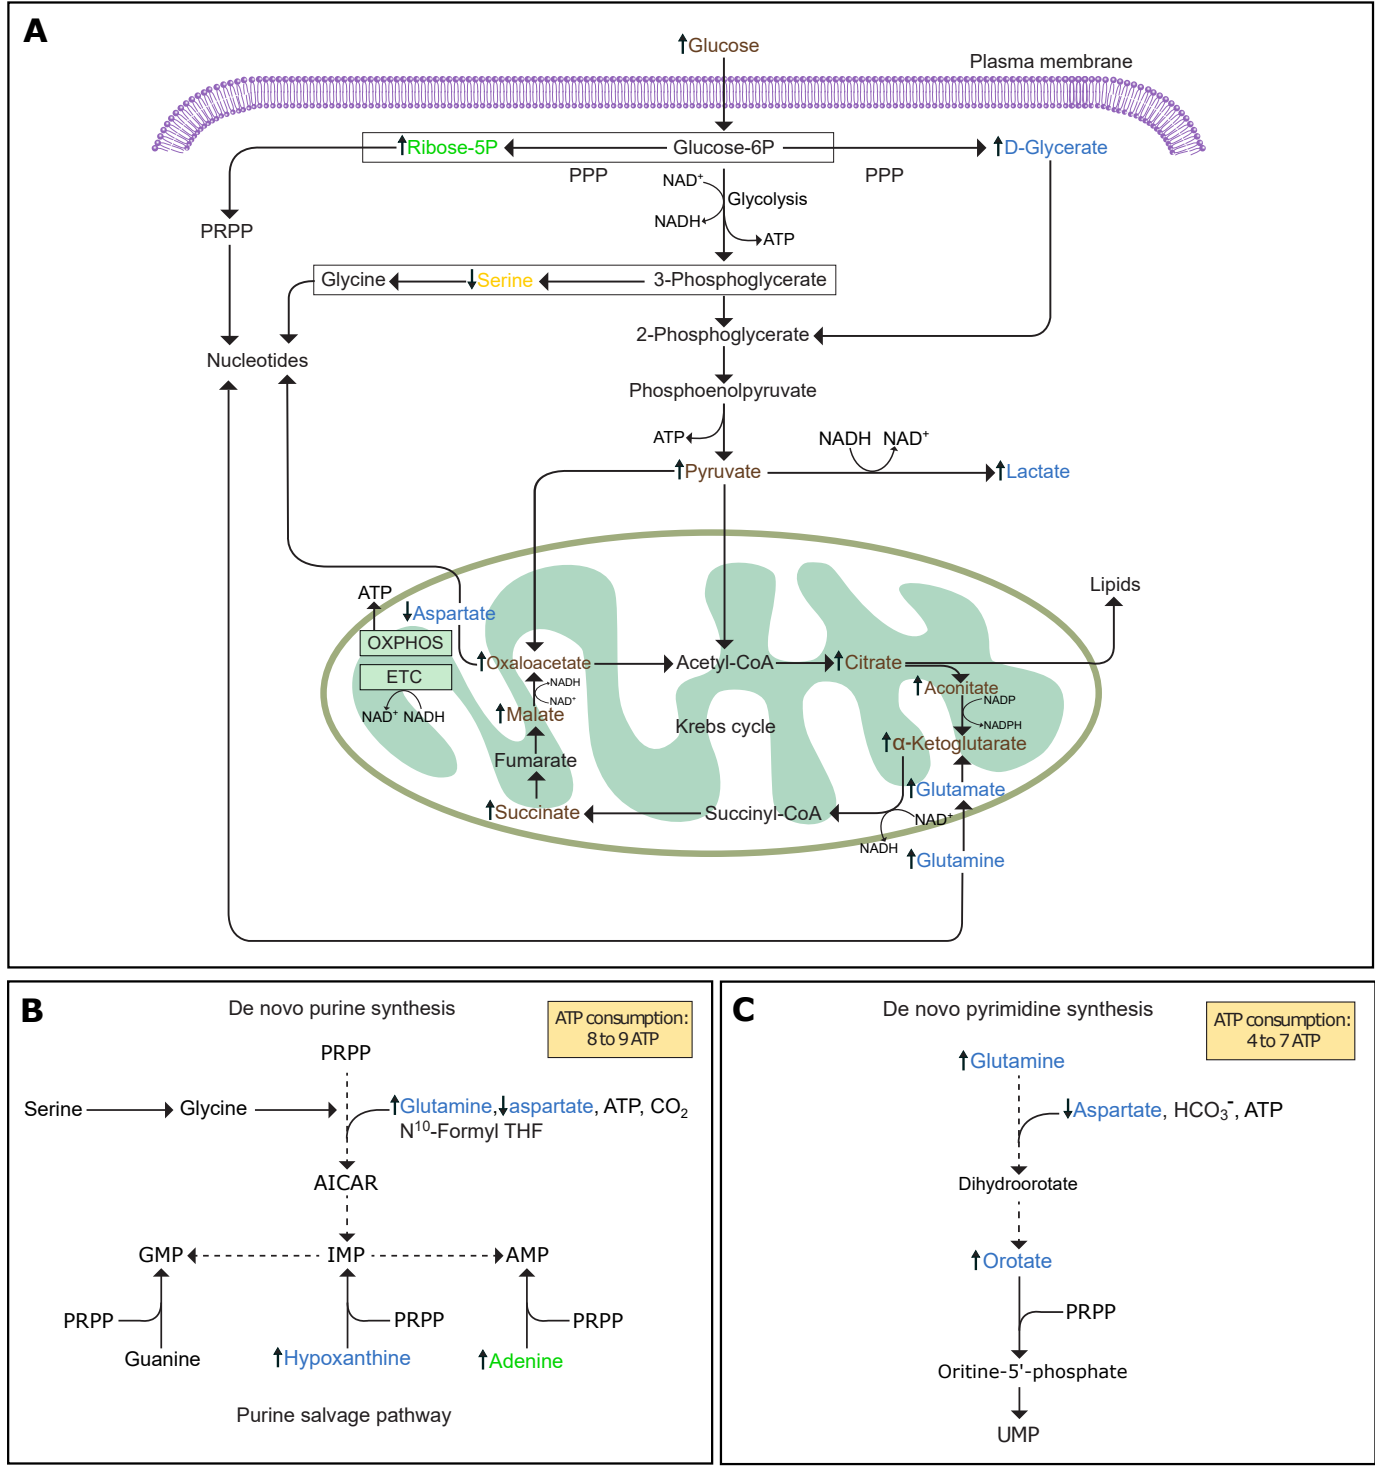 A
↑Glucose
Plasma membrane
↑Ribose-5P
Glucose-6P
↑D-Glycerate
PPP
PPP
NAD⁺
Glycolysis
NADH
ATP
PRPP
Glycine
↓Serine
3-Phosphoglycerate
2-Phosphoglycerate
Nucleotides
Phosphoenolpyruvate
ATP
NADH NAD⁺
↑Pyruvate
↑Lactate
ATP
Lipids
↓Aspartate
OXPHOS
↑Oxaloacetate
Acetyl-CoA
↑Citrate
ETC
NADH
↑Aconitate
NAD⁺
NADP
NAD⁺ NADH
↑Malate
Krebs cycle
NADPH
↑α-Ketoglutarate
Fumarate
↑Glutamate
↑Succinate
Succinyl-CoA
NAD⁺
NADH
↑Glutamine
B
De novo purine synthesis
ATP consumption:
8 to 9 ATP
PRPP
Serine
Glycine
↑Glutamine,↓aspartate, ATP, CO₂
N¹⁰-Formyl THF
AICAR
GMP
IMP
AMP
PRPP
PRPP
PRPP
Guanine
↑Hypoxanthine
↑Adenine
Purine salvage pathway
C
De novo pyrimidine synthesis
ATP consumption:
4 to 7 ATP
↑Glutamine
↓Aspartate, HCO₃⁻, ATP
Dihydroorotate
↑Orotate
PRPP
Oritine-5'-phosphate
UMP